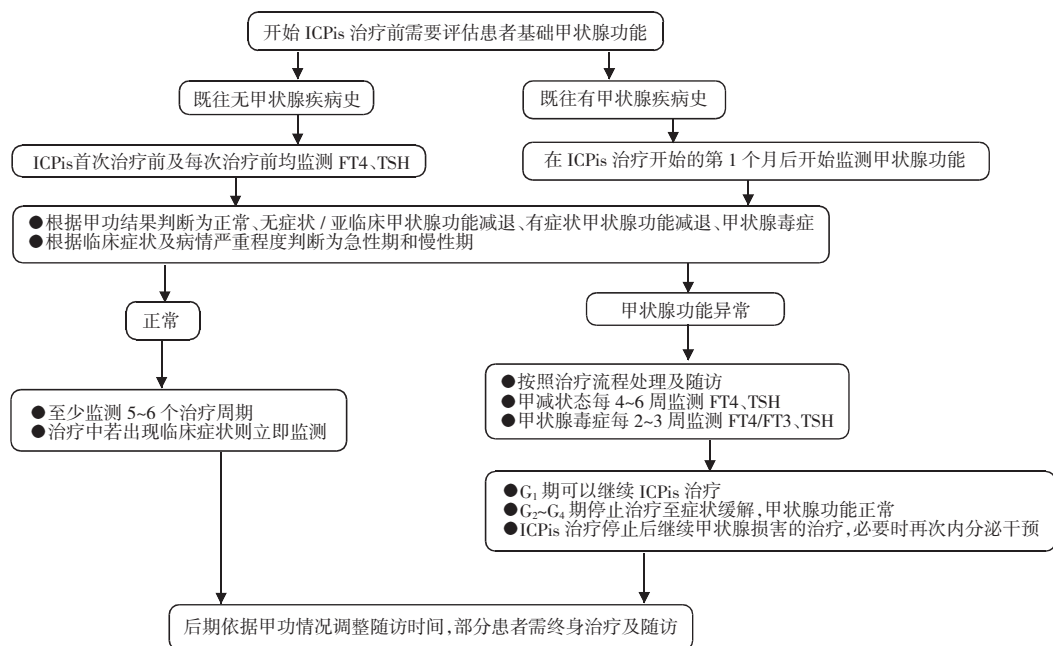 开始 ICPis 治疗前需要评估患者基础甲状腺功能
既往无甲状腺疾病史
既往有甲状腺疾病史
ICPis首次治疗前及每次治疗前均监测 FT4、TSH
在 ICPis 治疗开始的第 1 个月后开始监测甲状腺功能
●根据甲功结果判断为正常、无症状 / 亚临床甲状腺功能减退、有症状甲状腺功能减退、甲状腺毒症
●根据临床症状及病情严重程度判断为急性期和慢性期
正常
甲状腺功能异常
●至少监测 5~6 个治疗周期
●治疗中若出现临床症状则立即监测
●按照治疗流程处理及随访
●甲减状态每 4~6 周监测 FT4、TSH
●甲状腺毒症每 2~3 周监测 FT4/FT3、TSH
●G₁ 期可以继续 ICPis 治疗
●G₂~G₄ 期停止治疗至症状缓解,甲状腺功能正常
●ICPis 治疗停止后继续甲状腺损害的治疗,必要时再次内分泌干预
后期依据甲功情况调整随访时间,部分患者需终身治疗及随访